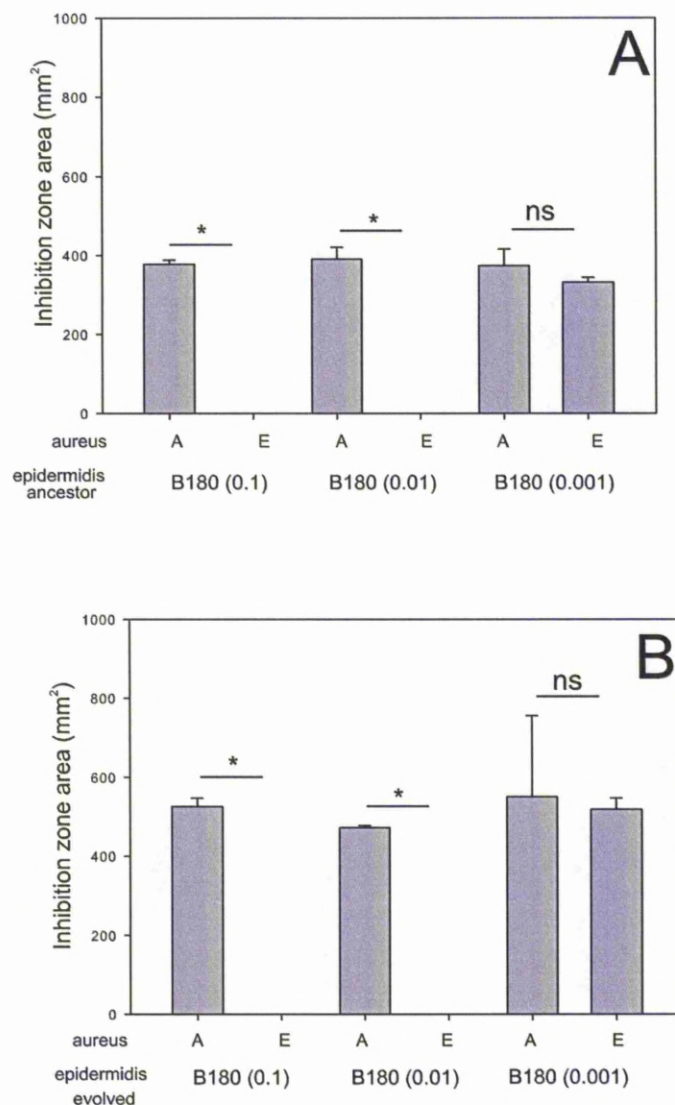 A
1000
800
600
400
200
0
Inhibition zone area (mm²)
* * ns
aureus A E A E A E
epidermidis
ancestor B180 (0.1) B180 (0.01) B180 (0.001)
B
1000
800
600
400
200
0
Inhibition zone area (mm²)
* * ns
aureus A E A E A E
epidermidis B180 (0.1) B180 (0.01) B180 (0.001)
evolved